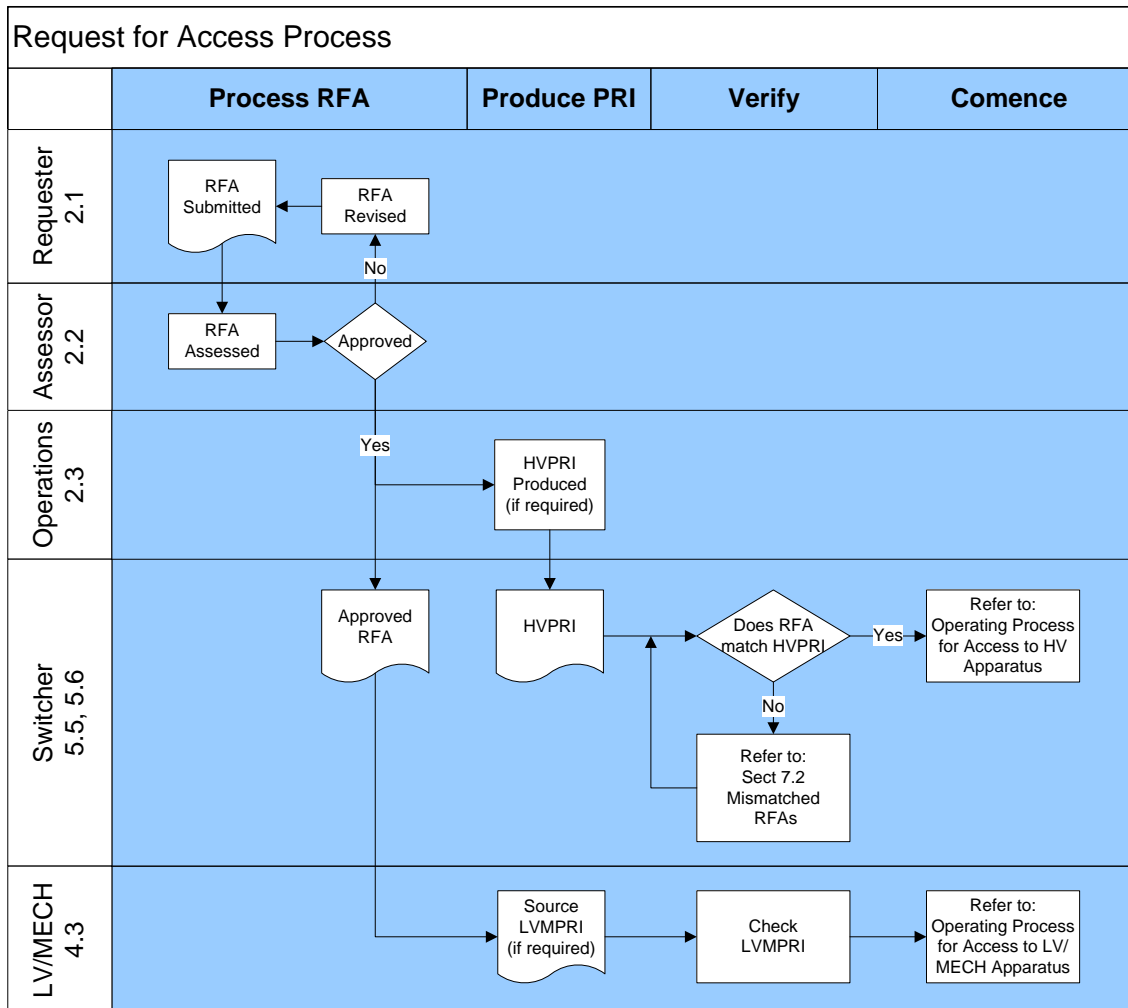 Request for Access Process
Process RFA
Produce PRI
Verify
Comence
Requester
2.1
RFA
Submitted
RFA
Revised
No
Assessor
2.2
RFA
Assessed
Approved
Operations
2.3
Yes
HVPRI
Produced
(if required)
Switcher
5.5, 5.6
Approved
RFA
HVPRI
Does RFA
match HVPRI
Yes
Refer to:
Operating Process
for Access to HV
Apparatus
No
Refer to:
Sect 7.2
Mismatched
RFAs
LV/MECH
4.3
Source
LVMPRI
(if required)
Check
LVMPRI
Refer to:
Operating Process
for Access to LV/
MECH Apparatus